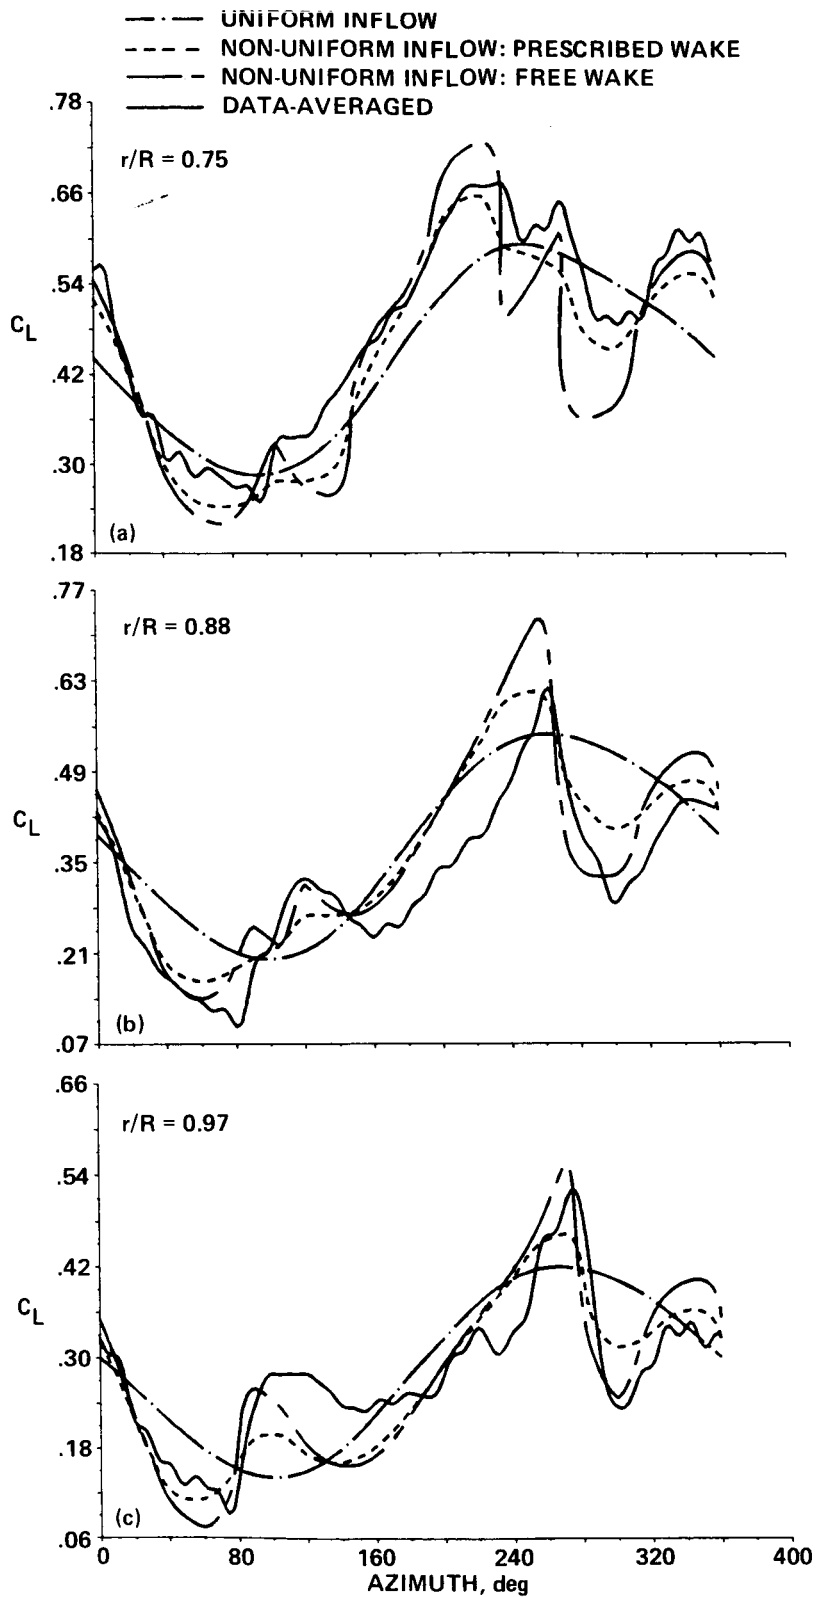 UNIFORM INFLOW
NON-UNIFORM INFLOW: PRESCRIBED WAKE
NON-UNIFORM INFLOW: FREE WAKE
DATA-AVERAGED
.78
r/R = 0.75
.66
.54
CL
.42
.30
(a)
.18
.77
r/R = 0.88
.63
.49
CL
.35
.21
(b)
.07
.66
r/R = 0.97
.54
.42
CL
.30
.18
(c)
.06
0 80 160 240 320 400
AZIMUTH, deg